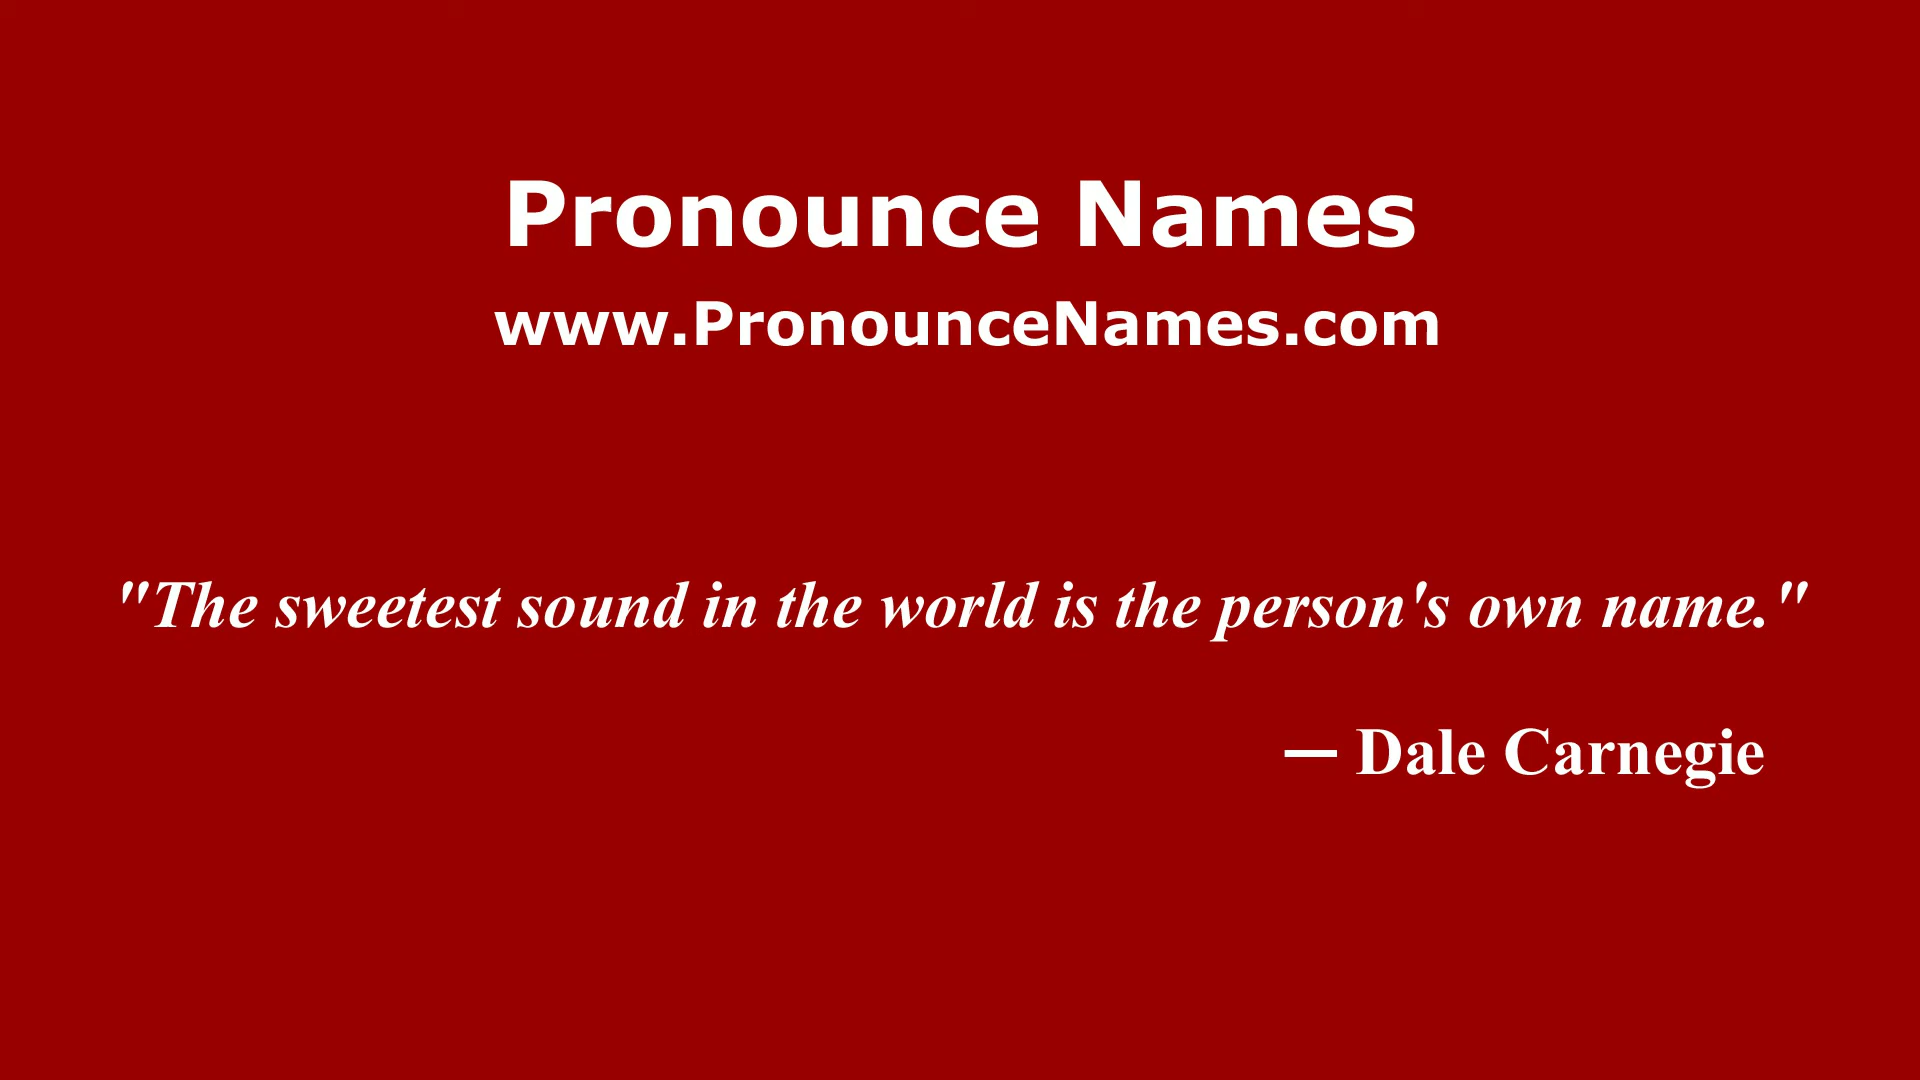 Pronounce Names
www.PronounceNames.com
"The sweetest sound in the world is the person's own name."
— Dale Carnegie